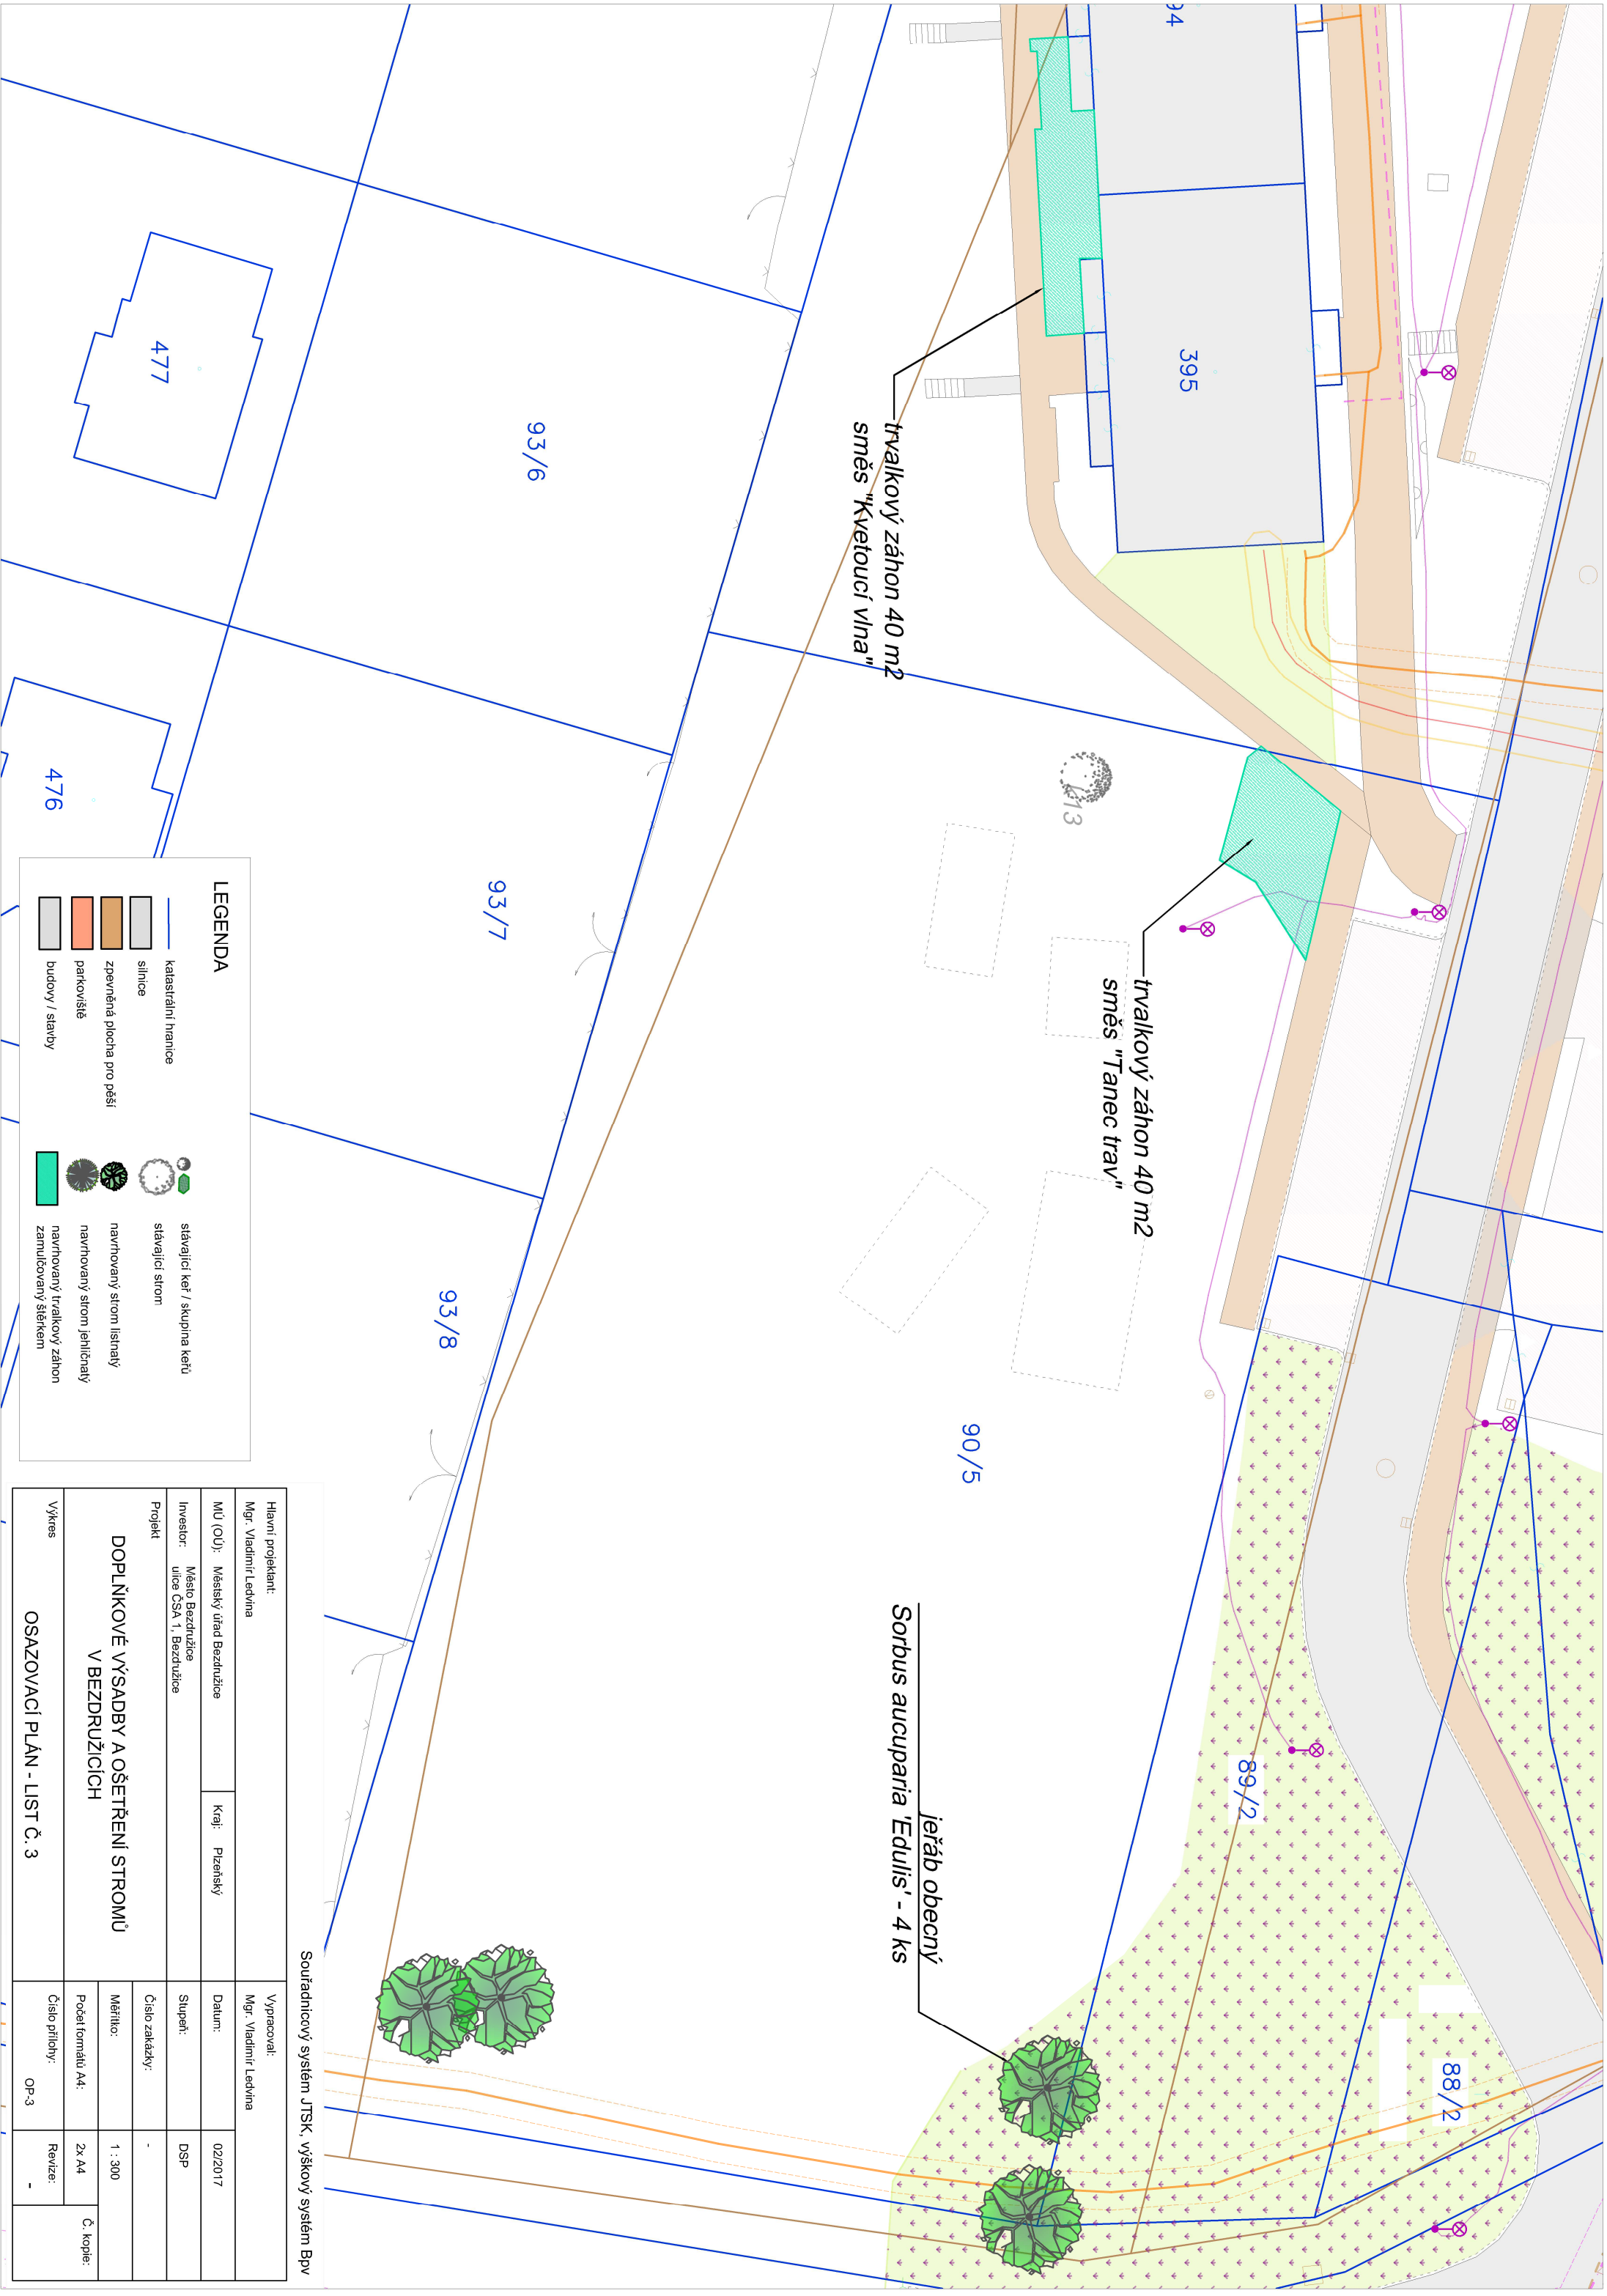 94
395
477
476
93/6
93/7
93/8
90/5
89/2
88/2
k13
trvalkový záhon 40 m2
směs "Kvetoucí vlna"
trvalkový záhon 40 m2
směs "Tanec trav"
jeřáb obecný
Sorbus aucuparia 'Edulis' - 4 ks
LEGENDA
katastrální hranice
silnice
zpevněná plocha pro pěší
parkoviště
budovy / stavby
stávající keř / skupina keřů
stávající strom
navrhovaný strom listnatý
navrhovaný strom jehličnatý
navrhovaný trvalkový záhon
zamulčovaný štěrkem
Souřadnicový systém JTSK, výškový systém Bpv
Hlavní projektant:
Mgr. Vladimír Ledvina
Vypracoval:
Mgr. Vladimír Ledvina
MÚ (OÚ): Městský úřad Bezdružice
Kraj: Plzeňský
Datum: 02/2017
Investor: Město Bezdružice
ulice ČSA 1, Bezdružice
Stupeň: DSP
Projekt
DOPLŇKOVÉ VÝSADBY A OŠETŘENÍ STROMŮ
V BEZDRUŽICÍCH
Číslo zakázky: -
Měřítko: 1 : 300
Počet formátů A4: 2x A4
Č. kopie:
Výkres
OSAZOVACÍ PLÁN - LIST Č. 3
Číslo přílohy: OP-3
Revize: -